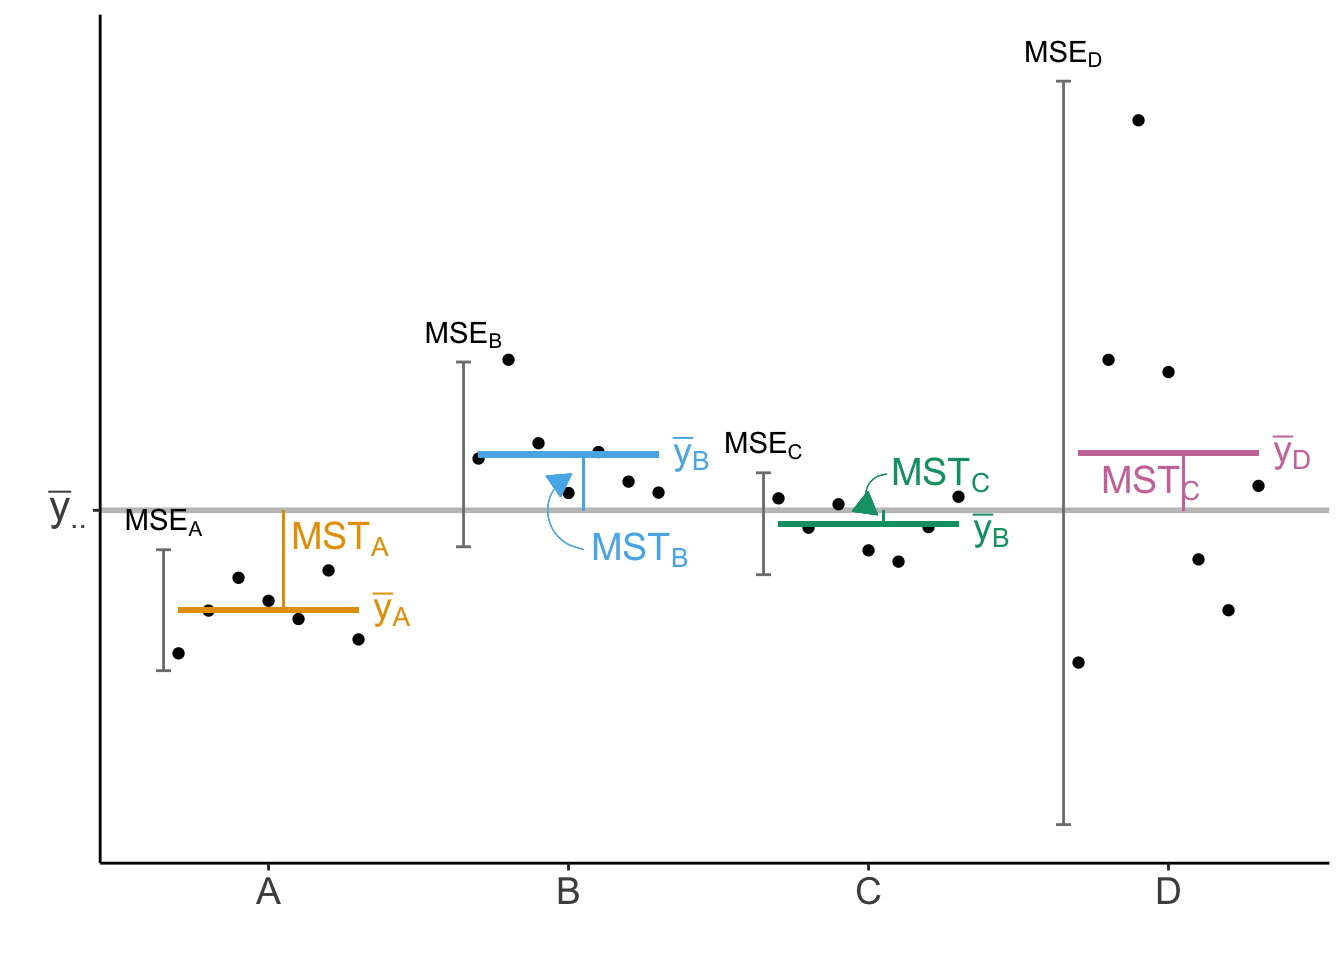 MSE_D
MSE_B
MSE_C
ȳ_B
ȳ_D
MST_C
MST_C
ȳ..
MSE_A
MST_A
ȳ_B
MST_B
ȳ_A
A B C D